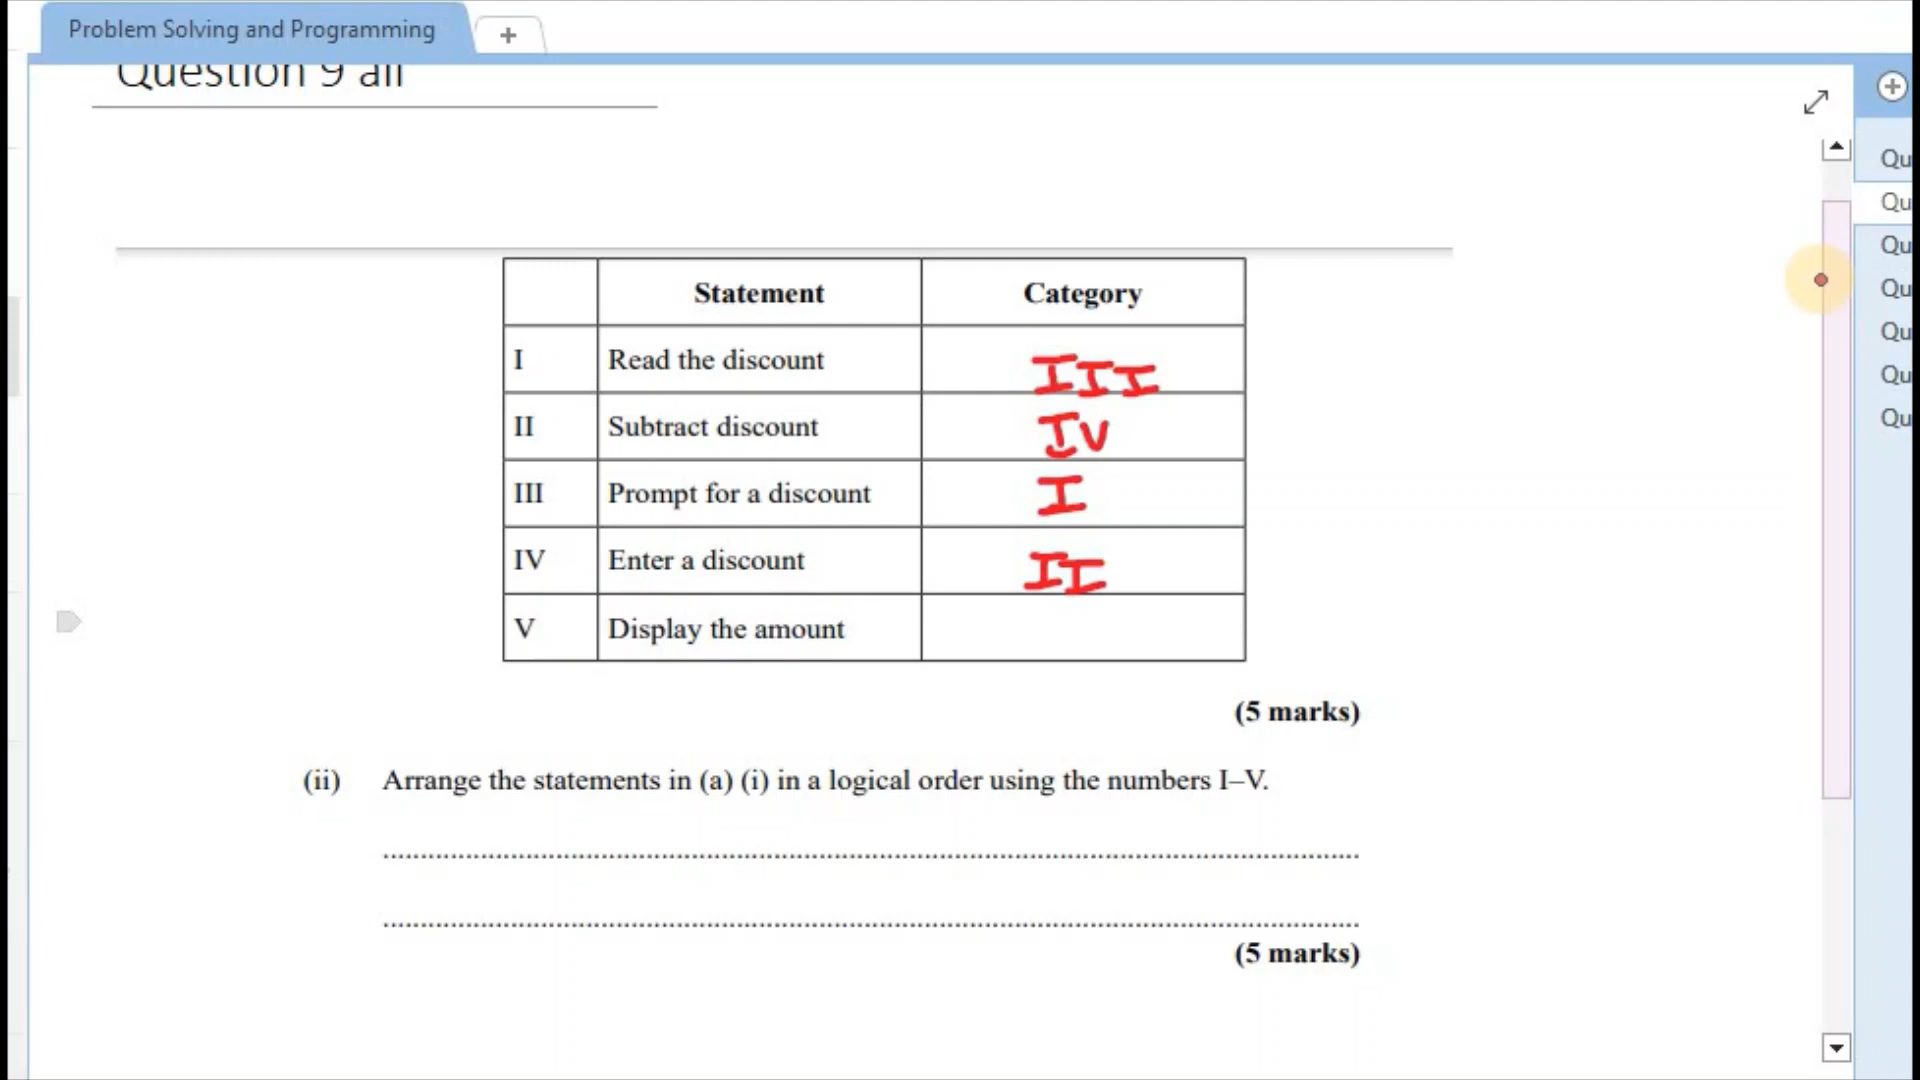 Problem Solving and Programming +
Question 9 all
Statement Category
I Read the discount III
II Subtract discount IV
III Prompt for a discount I
IV Enter a discount II
V Display the amount
(5 marks)
(ii) Arrange the statements in (a) (i) in a logical order using the numbers I–V.
(5 marks)
Qu
Qu
Qu
Qu
Qu
Qu
Qu